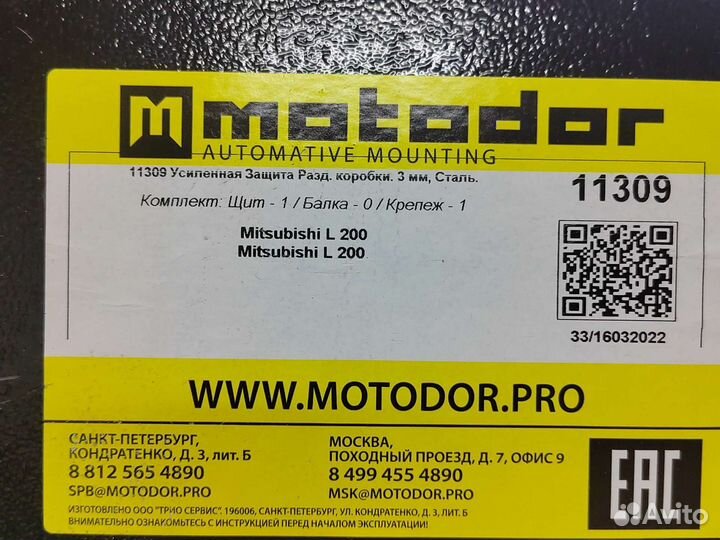 M motodor
AUTOMATIVE MOUNTING
11309 Усиленная Защита Разд. коробки. 3 мм, Сталь.
11309
Комплект: Щит - 1 / Балка - 0 / Крепеж - 1
Mitsubishi L 200
Mitsubishi L 200
33/16032022
WWW.MOTODOR.PRO
САНКТ-ПЕТЕРБУРГ,
КОНДРАТЕНКО, Д. 3, лит. Б
8 812 565 4890
SPB@MOTODOR.PRO
МОСКВА,
ПОХОДНЫЙ ПРОЕЗД, Д. 7, ОФИС 9
8 499 455 4890
MSK@MOTODOR.PRO
ИЗГОТОВЛЕНО ООО "ТРИО СЕРВИС". 196006, САНКТ-ПЕТЕРБУРГ, УЛ. КОНДРАТЕНКО, Д. 3, ЛИТ. Б
ВНИМАТЕЛЬНО ОЗНАКОМЬТЕСЬ С ИНСТРУКЦИЕЙ ПЕРЕД НАЧАЛОМ ЭКСПЛУАТАЦИИ!
EAC
Avito